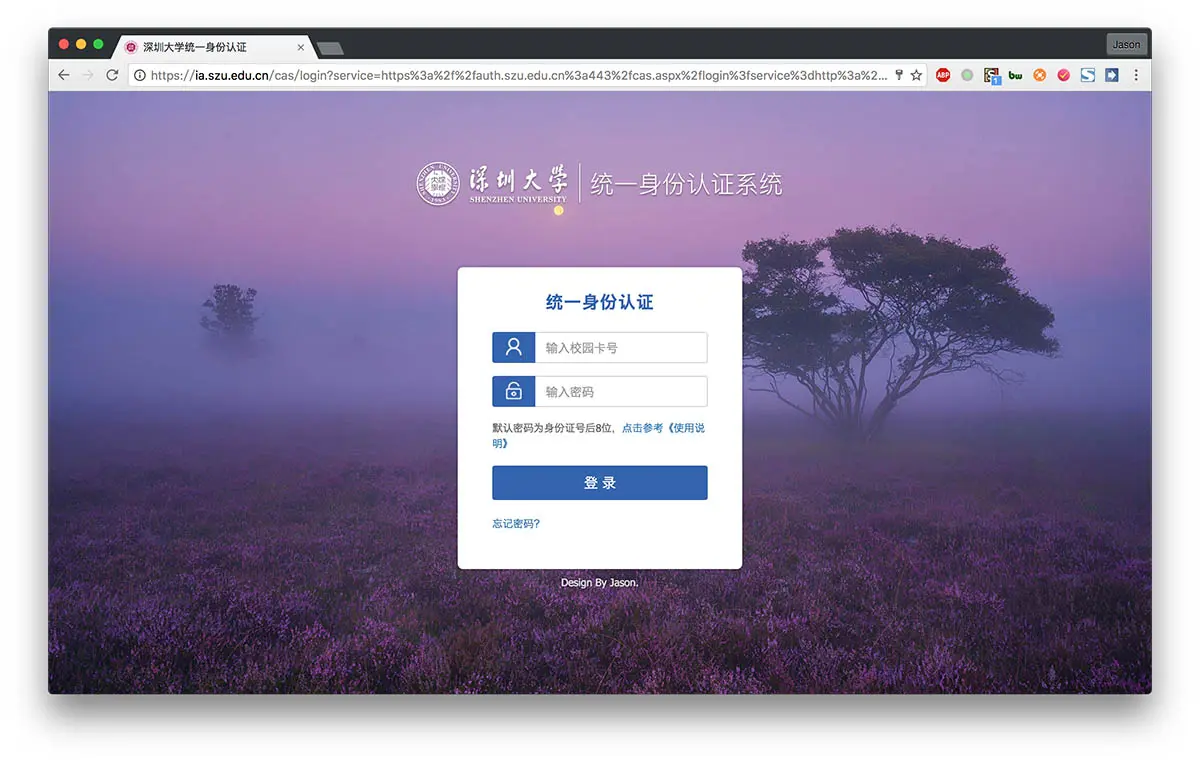 深圳大学统一身份认证
Jason
https://ia.szu.edu.cn/cas/login?service=https%3a%2f%2fauth.szu.edu.cn%3a443%2fcas.aspx%2flogin%3fservice%3dhttp%3a%2...
ABP
1
bw
深圳大学
SHENZHEN UNIVERSITY
统一身份认证系统
统一身份认证
输入校园卡号
输入密码
默认密码为身份证号后8位，点击参考《使用说
明》
登 录
忘记密码?
Design By Jason.